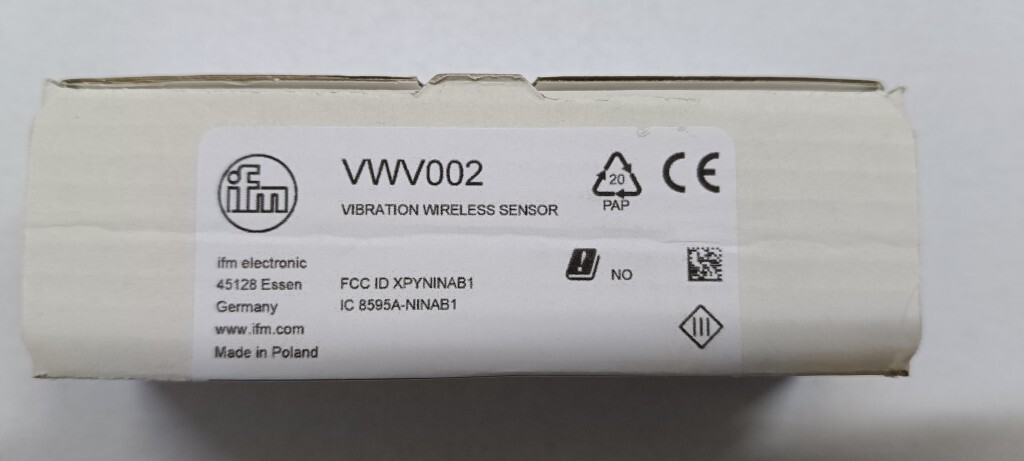 ifm
VWV002
VIBRATION WIRELESS SENSOR
20
PAP
CE
ifm electronic
45128 Essen
Germany
www.ifm.com
Made in Poland
FCC ID XPYNINAB1
IC 8595A-NINAB1
NO
III